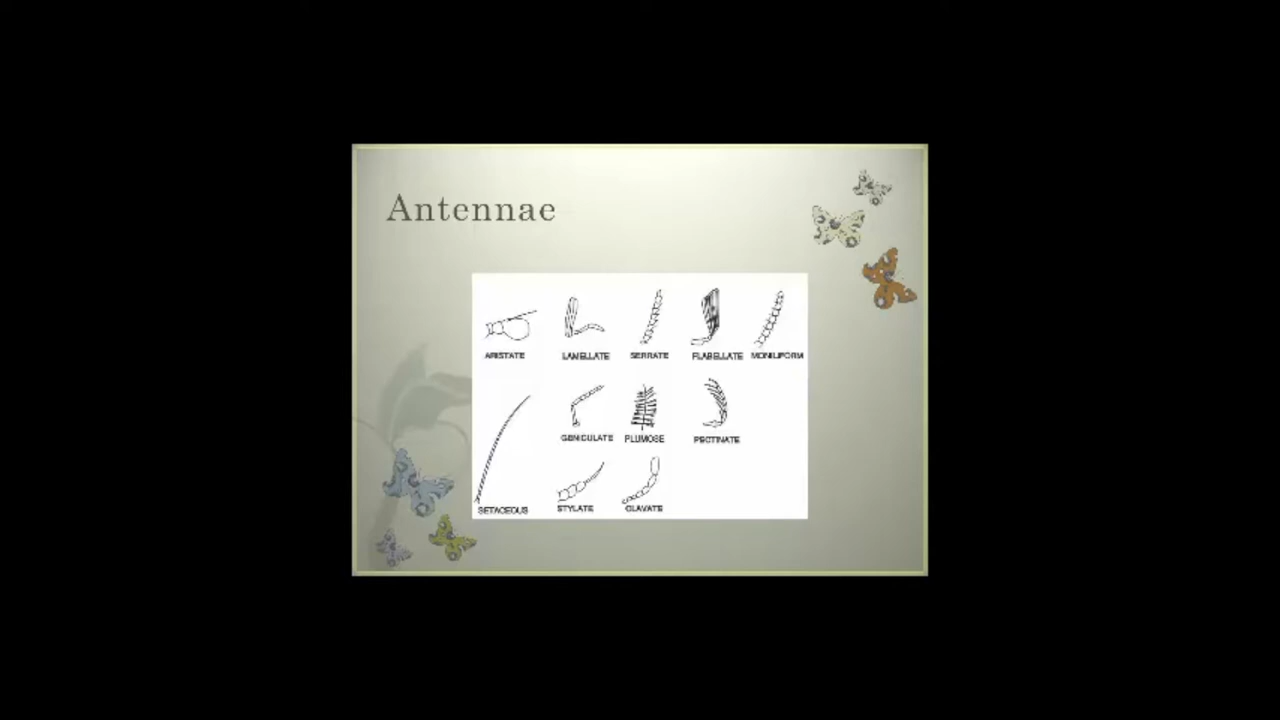 Antennae
ARISTATE LAMELLATE SERRATE FLABELLATE MONILIFORM
GENICULATE PLUMOSE PECTINATE
SETACEOUS STYLATE CLAVATE